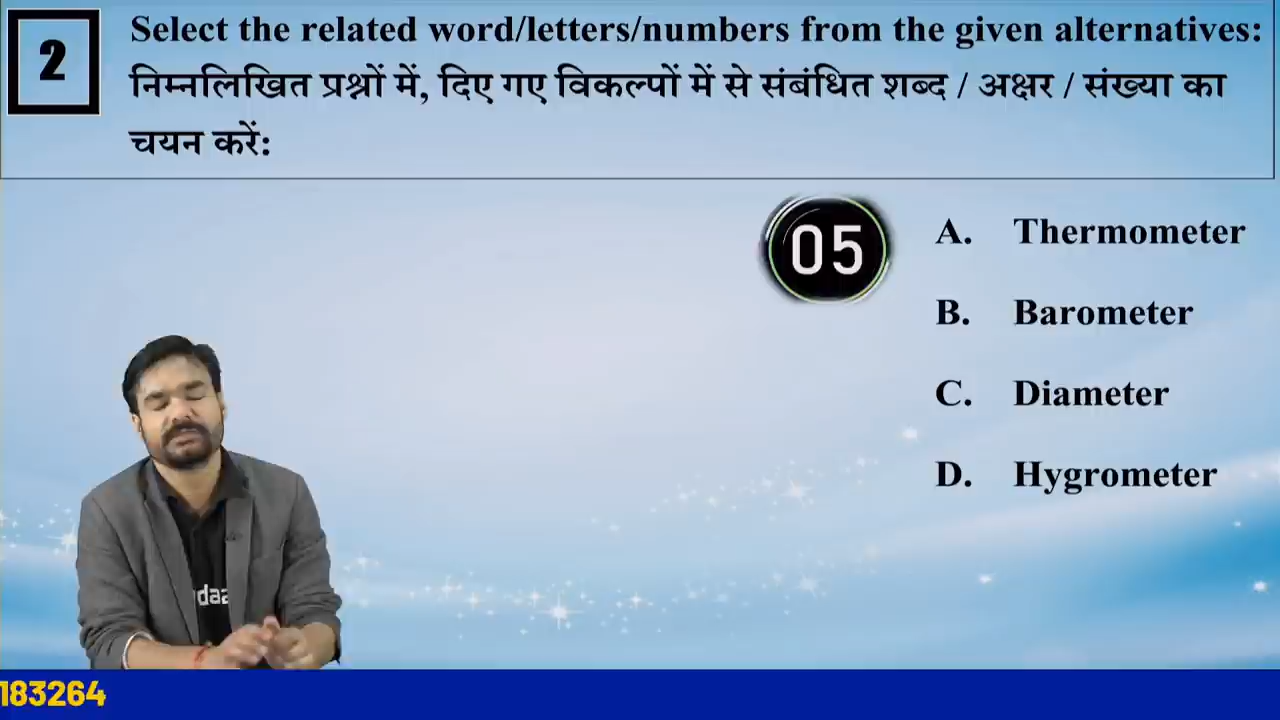 2
Select the related word/letters/numbers from the given alternatives:
निम्नलिखित प्रश्नों में, दिए गए विकल्पों में से संबंधित शब्द / अक्षर / संख्या का
चयन करें:
05
A. Thermometer
B. Barometer
C. Diameter
D. Hygrometer
183264